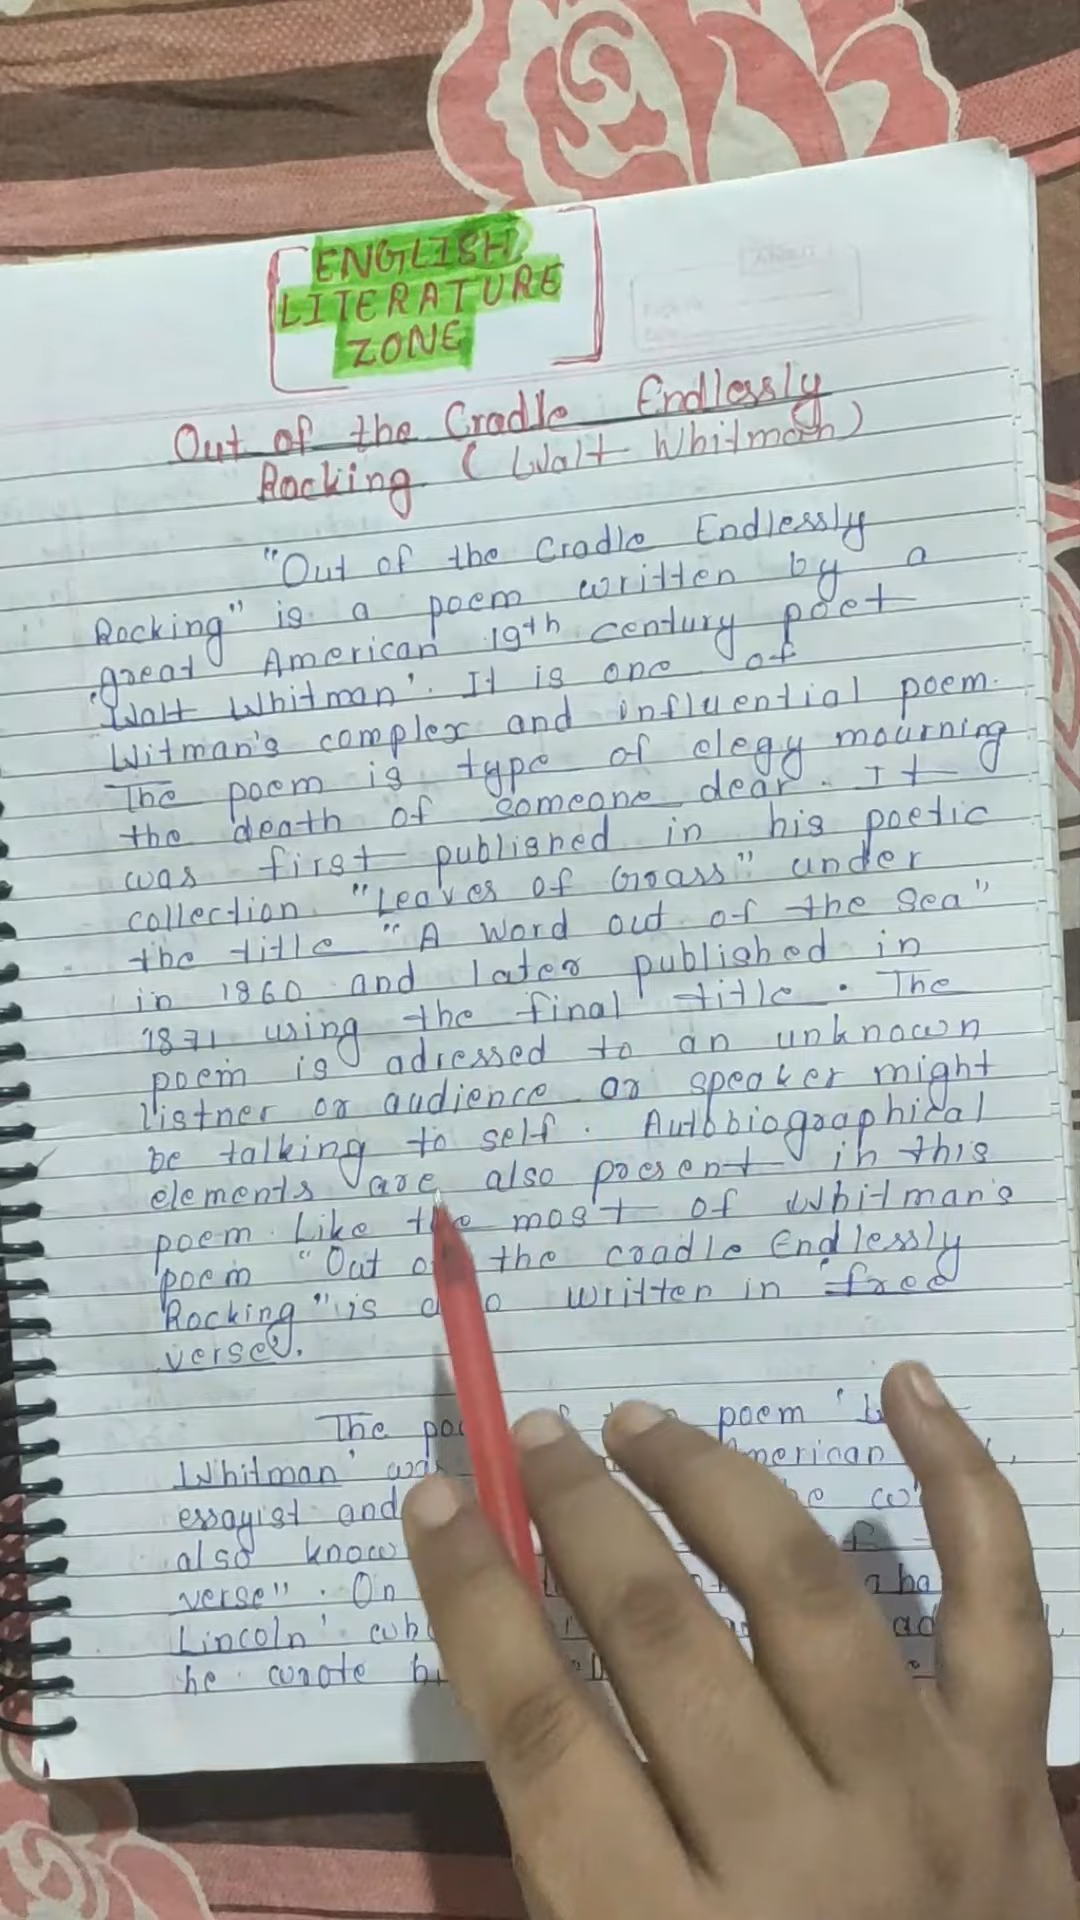 ENGLISH
LITERATURE
ZONE
Out of the Cradle Endlessly
Rocking (Walt Whitman)
"Out of the Cradle Endlessly
Rocking" is a poem written by a
great American 19th century poet
'Walt Whitman'. It is one of
Witman's complex and influential poem.
The poem is type of elegy mourning
the death of someone dear. It
was first published in his poetic
collection "Leaves of Grass" under
the title "A Word out of the Sea"
in 1860 and later published in
1871 using the final title. The
poem is adressed to an unknown
listner or audience or speaker might
be talking to self. Autobiographical
elements are also present in this
poem. Like the most of Whitman's
poem "Out of the cradle Endlessly
Rocking" is also written in 'free
verse'.
The poem
Whitman' American
essayist and
also know
verse". On
Lincoln'
he wrote